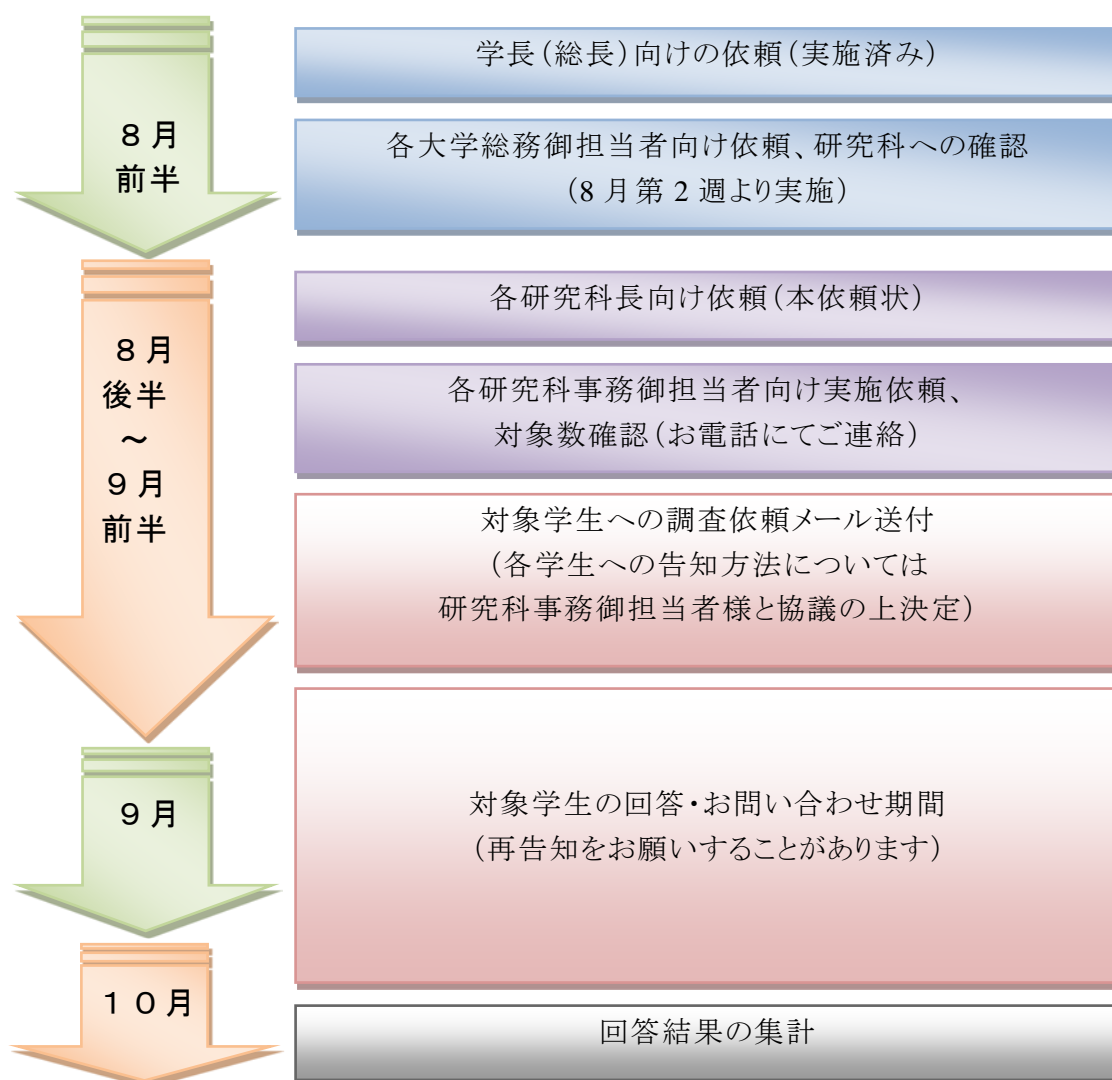 学長(総長)向けの依頼(実施済み)
８月
前半
各大学総務御担当者向け依頼、研究科への確認
(8月第2週より実施)
各研究科長向け依頼(本依頼状)
８月
後半
～
９月
前半
各研究科事務御担当者向け実施依頼、
対象数確認(お電話にてご連絡)
対象学生への調査依頼メール送付
(各学生への告知方法については
研究科事務御担当者様と協議の上決定)
９月
対象学生の回答・お問い合わせ期間
(再告知をお願いすることがあります)
１０月
回答結果の集計